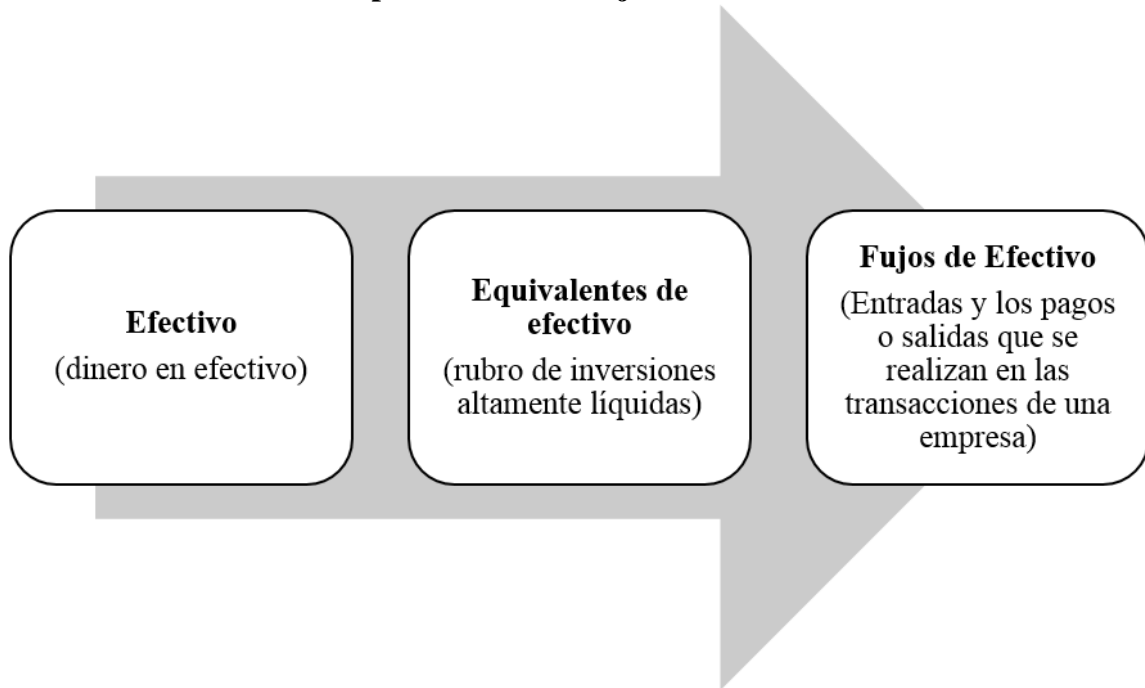 Efectivo
(dinero en efectivo)
Equivalentes de
efectivo
(rubro de inversiones
altamente líquidas)
Fujos de Efectivo
(Entradas y los pagos
o salidas que se
realizan en las
transacciones de una
empresa)